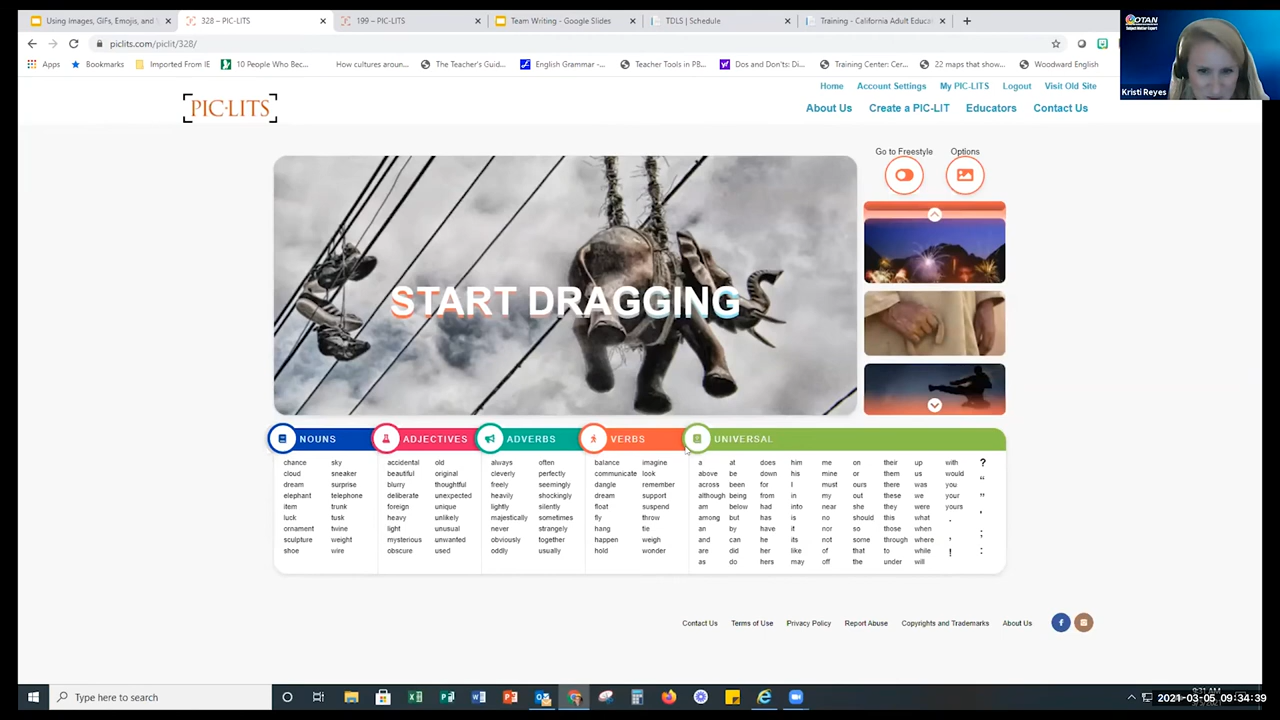 Using Images, GIFs, Emojis, and
328 – PIC-LITS
199 – PIC-LITS
Team Writing - Google Slides
TDLS | Schedule
Training - California Adult Educa
piclits.com/piclit/328/
Apps
Bookmarks
Imported From IE
10 People Who Bec...
How cultures aroun...
The Teacher's Guid...
English Grammar -...
Teacher Tools in PB...
Dos and Don'ts: Di...
Training Center: Cer...
22 maps that show...
Woodward English
OTAN
Subject Matter Expert
Kristi Reyes
PIC-LITS
Home Account Settings My PIC-LITS Logout Visit Old Site
About Us Create a PIC-LIT Educators Contact Us
Go to Freestyle Options
START DRAGGING
NOUNS ADJECTIVES ADVERBS VERBS UNIVERSAL
chance sky accidental old always often balance imagine a at does him me on their up with ?
cloud sneaker beautiful original cleverly perfectly communicate look above be down his mine or them us would “
dream surprise blurry thoughtful freely seemingly dangle remember across been for I must ours there was you
elephant telephone deliberate unexpected heavily shockingly dream support although being from in my out these we your ”
item trunk foreign unique lightly silently float suspend am below had into near she they were yours .
luck tusk heavy unlikely majestically sometimes fly throw among but has is no should this what '
ornament twine light unusual never strangely hang tie an by have it nor so those when
sculpture weight mysterious unwanted obviously together happen weigh and can he its not some through where , ;
shoe wire obscure used oddly usually hold wonder are did her like of that to while ! :
as do hers may off the under will
Contact Us Terms of Use Privacy Policy Report Abuse Copyrights and Trademarks About Us
Type here to search
2021-03-05 09:34:39